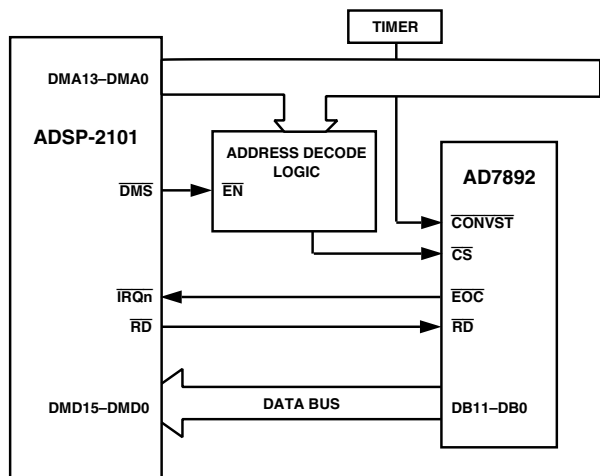 TIMER
DMA13–DMA0
ADSP-2101
ADDRESS DECODE
LOGIC
AD7892
DMS
EN
CONVST
CS
IRQn
EOC
RD
RD
DMD15–DMD0
DATA BUS
DB11–DB0